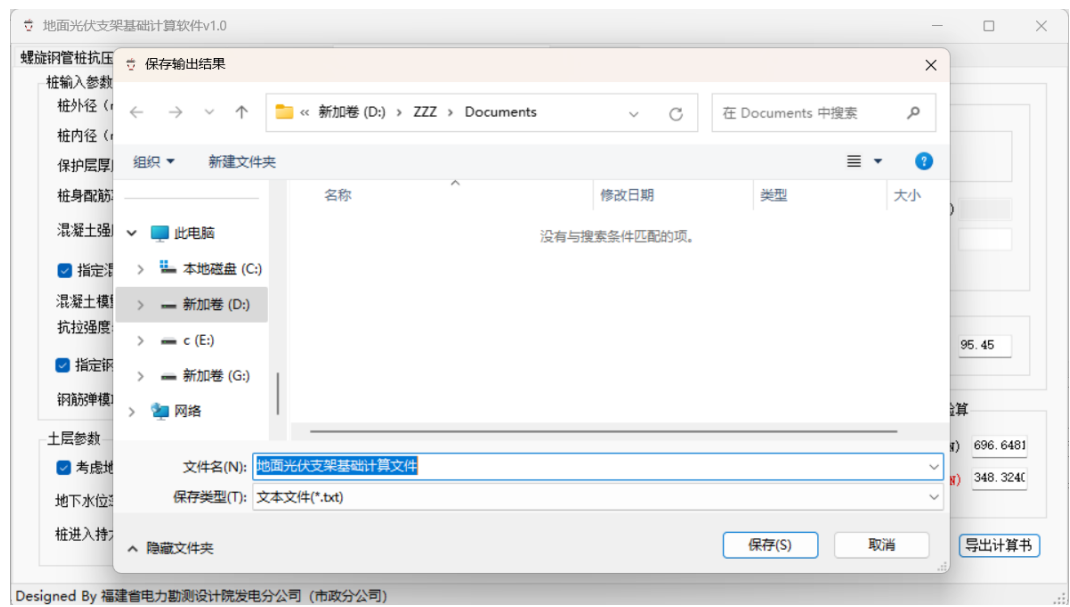 地面光伏支架基础计算软件v1.0
螺旋钢管桩抗压
保存输出结果
桩输入参数
« 新加卷 (D:) › ZZZ › Documents
在 Documents 中搜索
桩外径
桩内径
组织
新建文件夹
保护层厚
名称
修改日期
类型
大小
桩身配筋
没有与搜索条件匹配的项。
此电脑
混凝土强
本地磁盘 (C:)
指定混
新加卷 (D:)
混凝土模
抗拉强度
c (E:)
95.45
指定钢
新加卷 (G:)
钢筋弹模
网络
验算
土层参数
696.6481
考虑地
文件名(N):
地面光伏支架基础计算文件
348.3240
地下水位
保存类型(T):
文本文件(*.txt)
桩进入持
隐藏文件夹
保存(S)
取消
导出计算书
Designed By 福建省电力勘测设计院发电分公司（市政分公司）